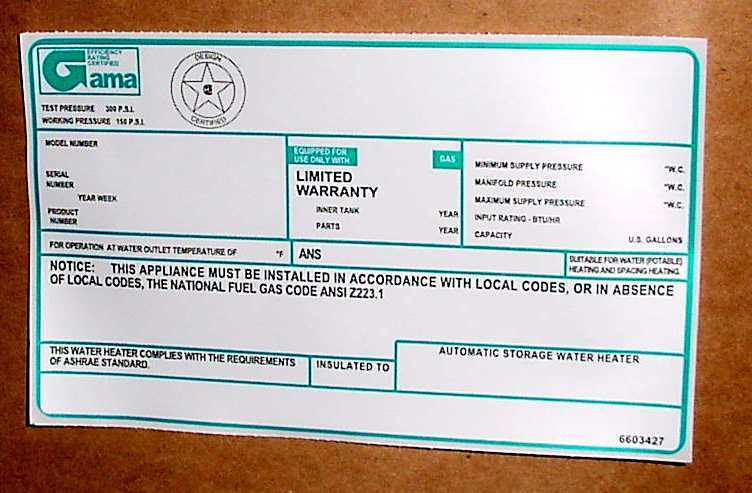 EFFICIENCY
RATING
CERTIFIED
Gama
DESIGN
CERTIFIED
TEST PRESSURE 300 P.S.I.
WORKING PRESSURE 150 P.S.I.
MODEL NUMBER
SERIAL
NUMBER
YEAR WEEK
PRODUCT
NUMBER
EQUIPPED FOR
USE ONLY WITH
GAS
LIMITED
WARRANTY
INNER TANK YEAR
PARTS YEAR
MINIMUM SUPPLY PRESSURE "W.C.
MANIFOLD PRESSURE "W.C.
MAXIMUM SUPPLY PRESSURE "W.C.
INPUT RATING - BTU/HR
CAPACITY U.S. GALLONS
FOR OPERATION AT WATER OUTLET TEMPERATURE OF °F
ANS
SUITABLE FOR WATER (POTABLE)
HEATING AND SPACING HEATING.
NOTICE: THIS APPLIANCE MUST BE INSTALLED IN ACCORDANCE WITH LOCAL CODES, OR IN ABSENCE
OF LOCAL CODES, THE NATIONAL FUEL GAS CODE ANSI Z223.1
THIS WATER HEATER COMPLIES WITH THE REQUIREMENTS
OF ASHRAE STANDARD.
INSULATED TO
AUTOMATIC STORAGE WATER HEATER
6603427